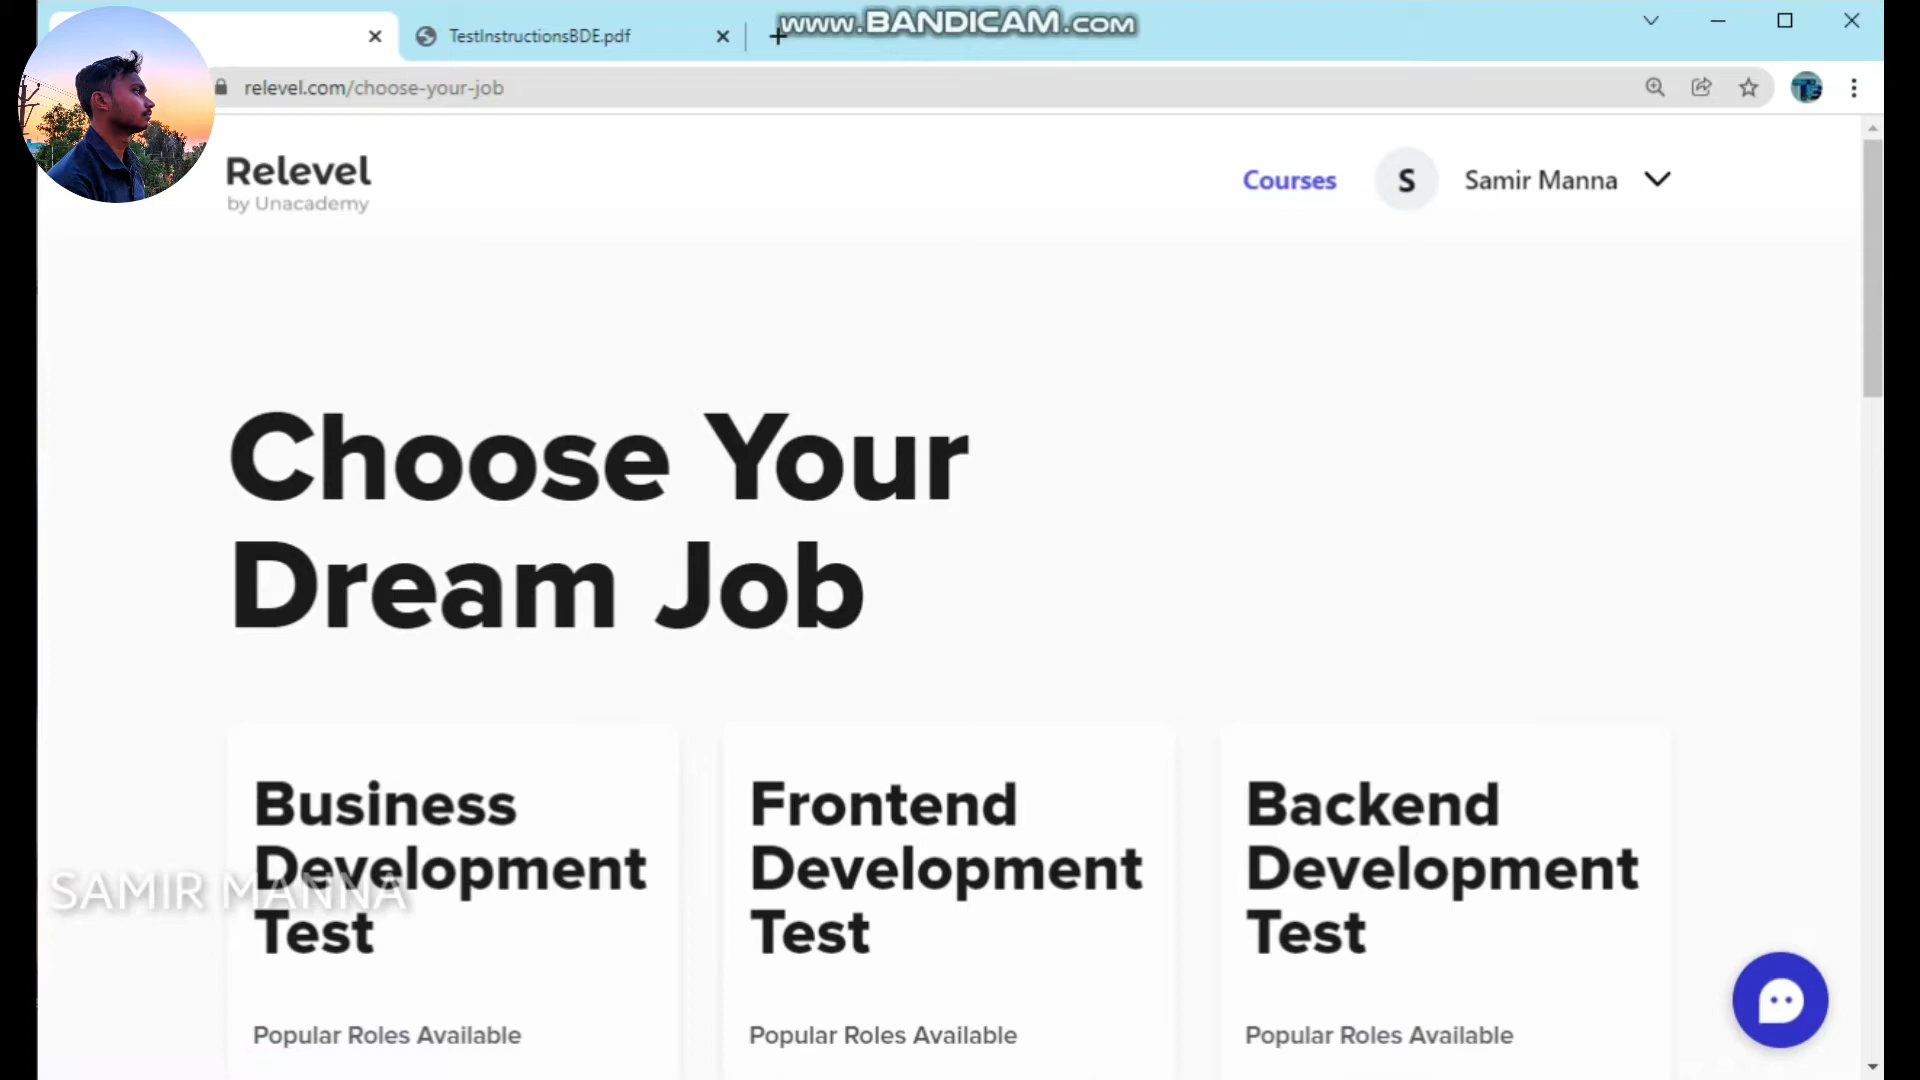 TestInstructionsBDE.pdf
www.BANDICAM.com
relevel.com/choose-your-job
Relevel
by Unacademy
Courses
S
Samir Manna
Choose Your
Dream Job
Business
Development
Test
Popular Roles Available
Frontend
Development
Test
Popular Roles Available
Backend
Development
Test
Popular Roles Available
SAMIR MANNA